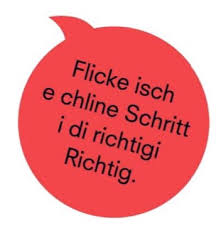 Flicke isch
e chline Schritt
i di richtigi
Richtig.